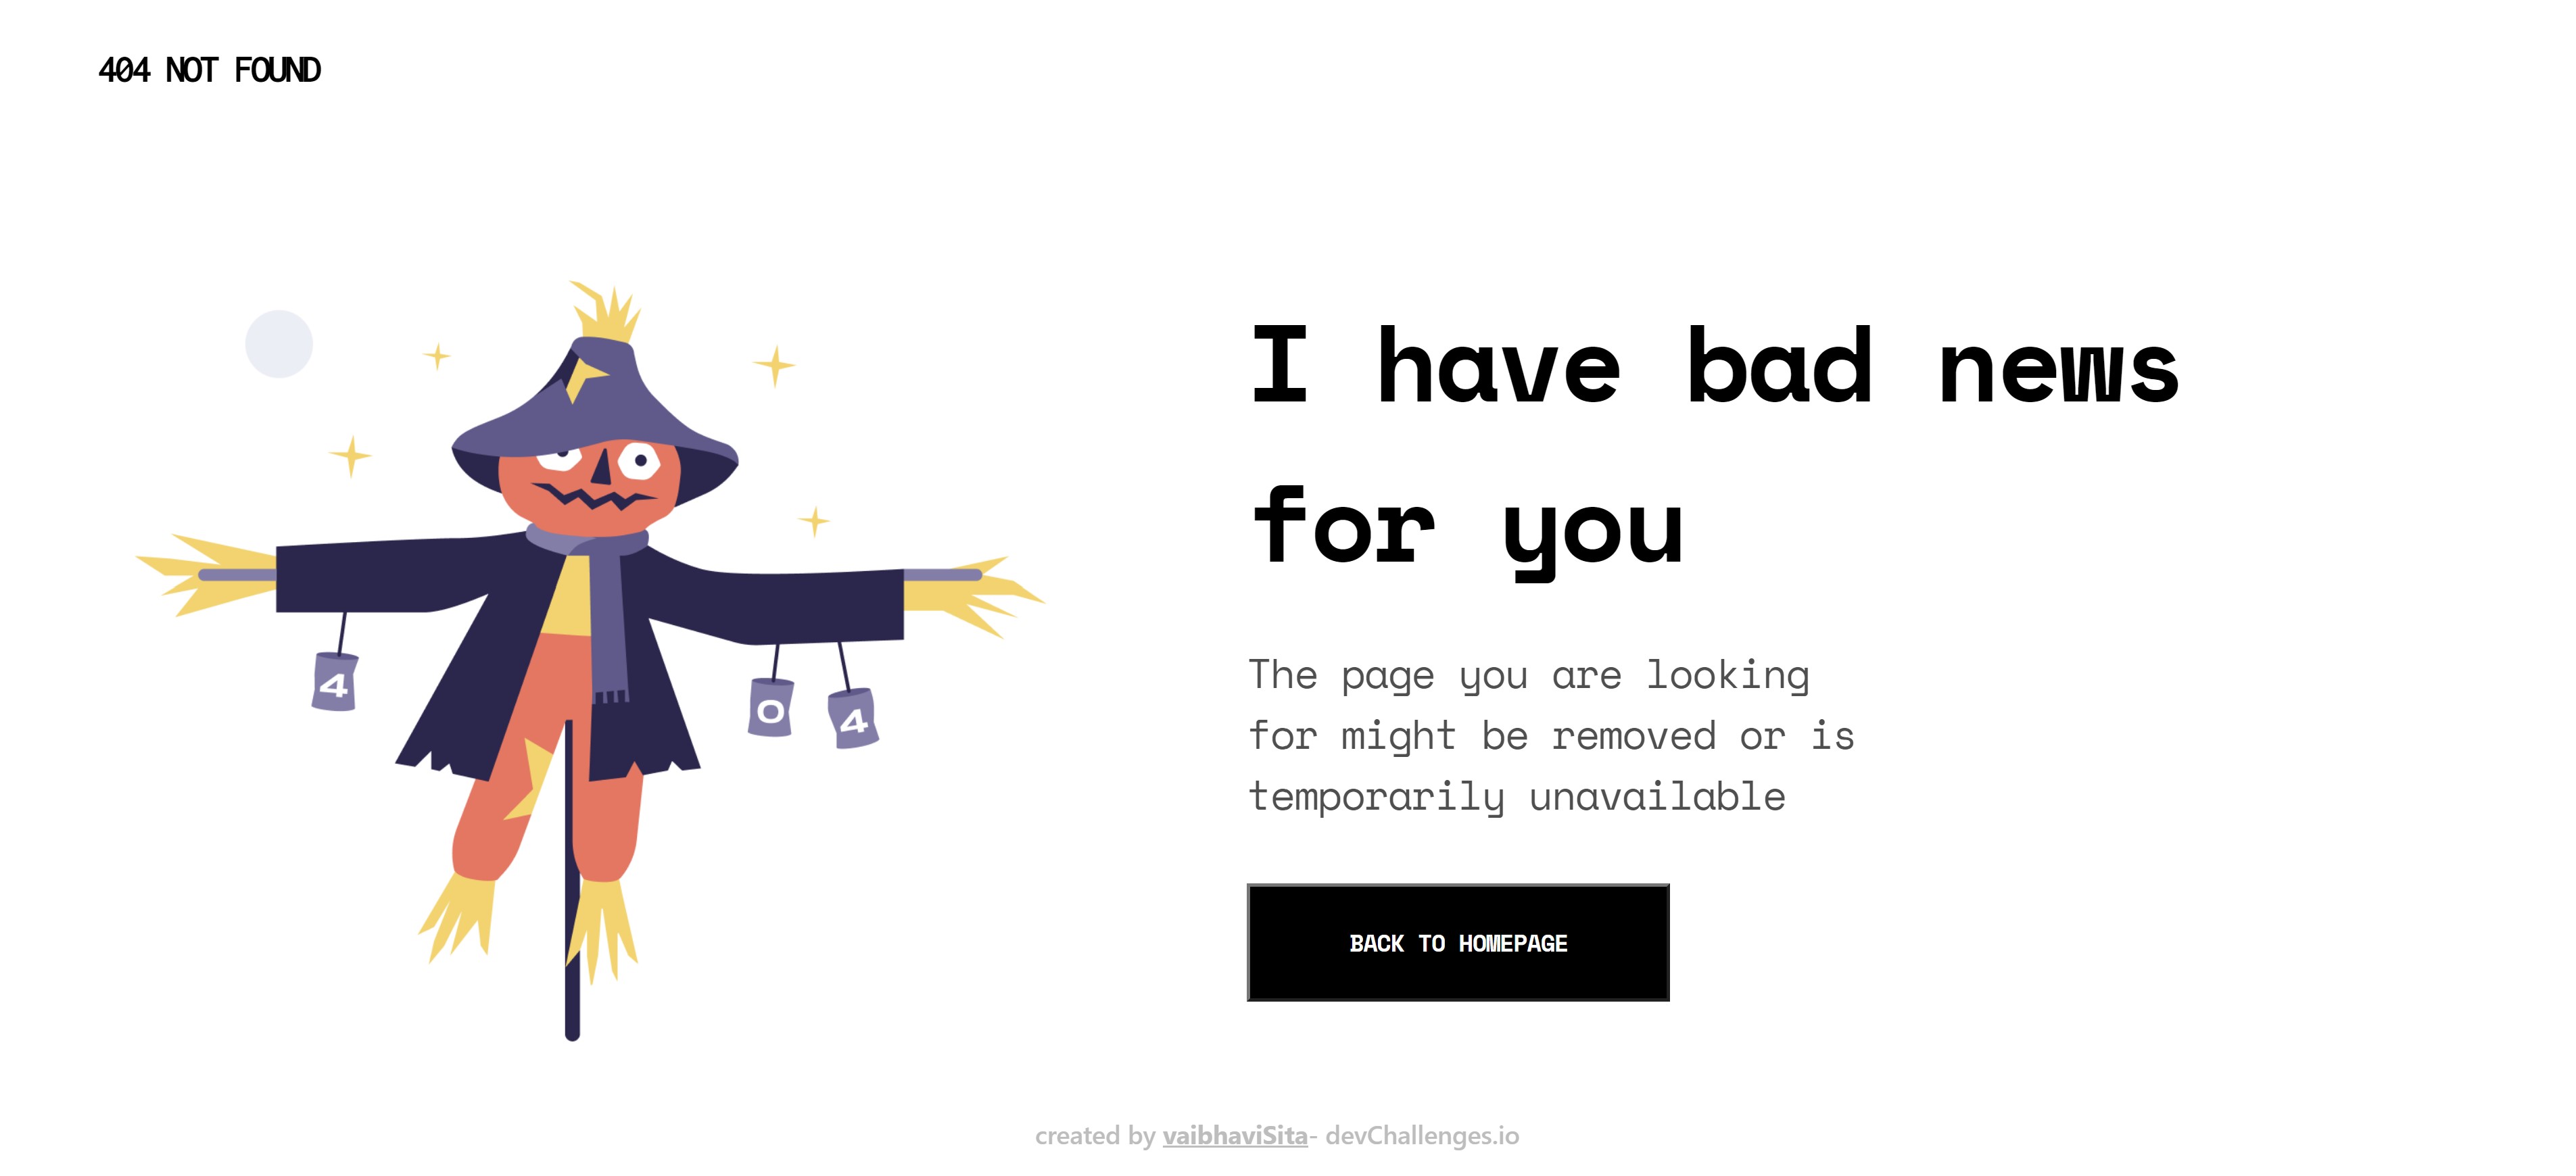 404 NOT FOUND
I have bad news
for you
4
0
4
The page you are looking
for might be removed or is
temporarily unavailable
BACK TO HOMEPAGE
created by vaibhaviSita- devChallenges.io